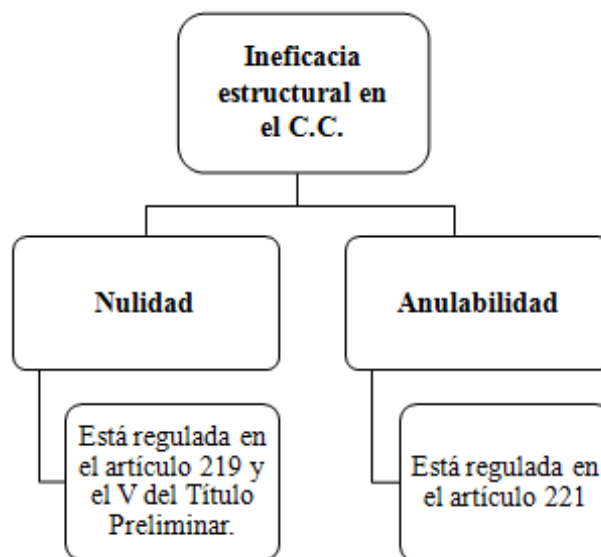 Ineficacia
estructural en
el C.C.
Nulidad
Anulabilidad
Está regulada en
el artículo 219 y
el V del Título
Preliminar.
Está regulada en
el artículo 221